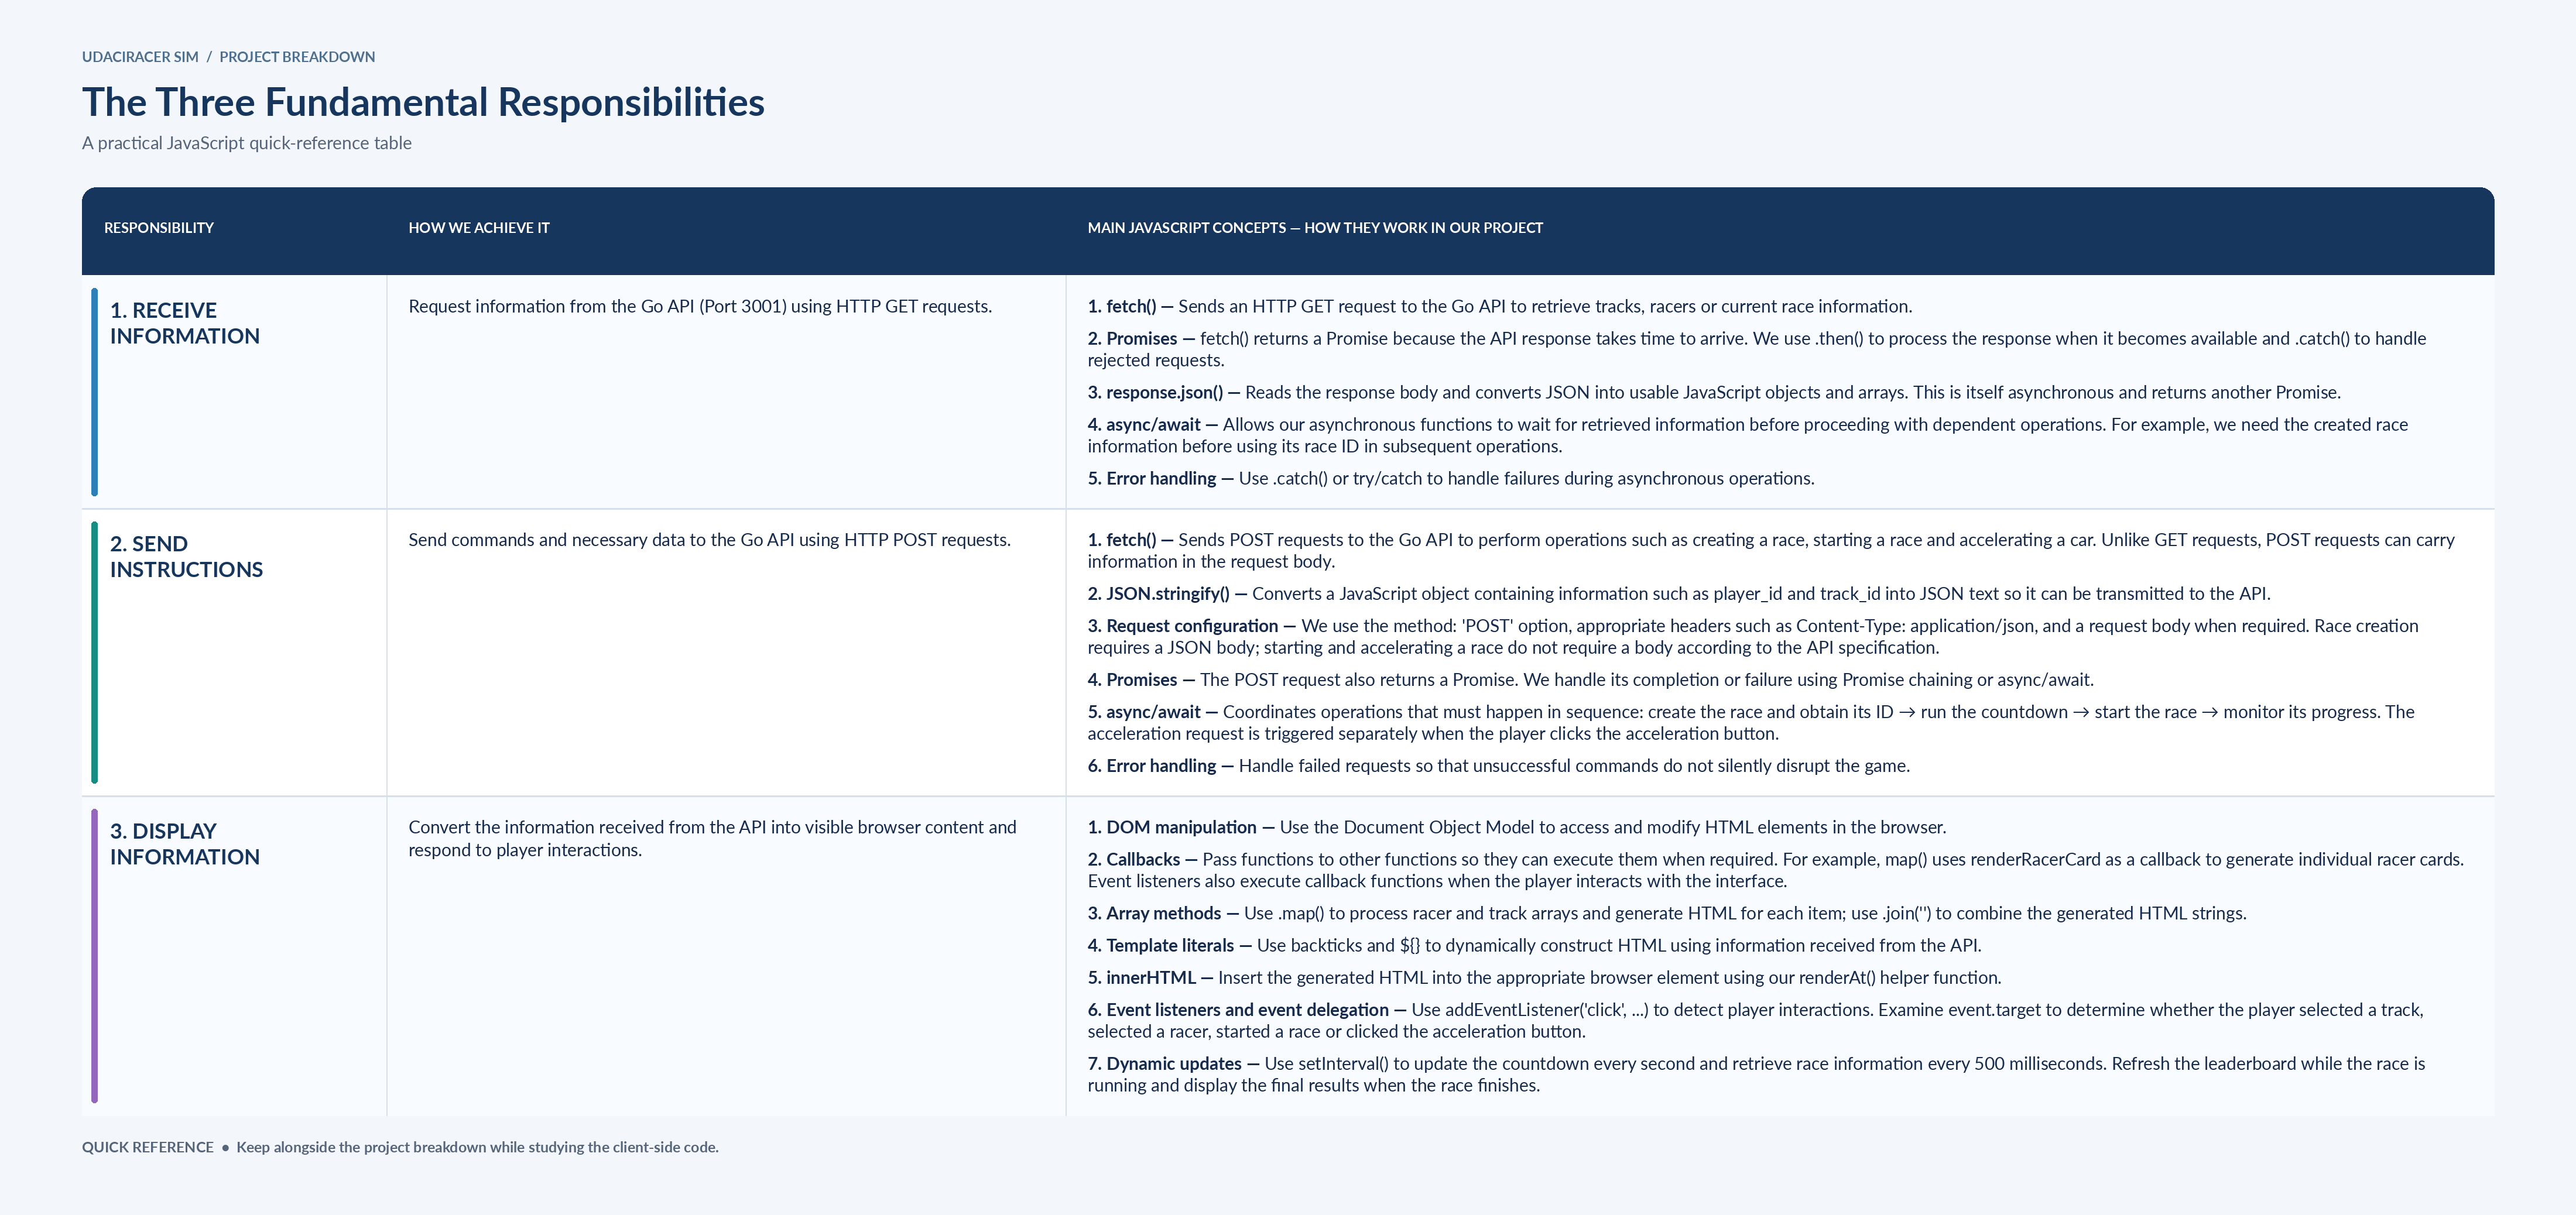 UDACIRACER SIM / PROJECT BREAKDOWN
The Three Fundamental Responsibilities
A practical JavaScript quick-reference table
RESPONSIBILITY
HOW WE ACHIEVE IT
MAIN JAVASCRIPT CONCEPTS — HOW THEY WORK IN OUR PROJECT
1. RECEIVE
INFORMATION
Request information from the Go API (Port 3001) using HTTP GET requests.
1. fetch() — Sends an HTTP GET request to the Go API to retrieve tracks, racers or current race information.
2. Promises — fetch() returns a Promise because the API response takes time to arrive. We use .then() to process the response when it becomes available and .catch() to handle
rejected requests.
3. response.json() — Reads the response body and converts JSON into usable JavaScript objects and arrays. This is itself asynchronous and returns another Promise.
4. async/await — Allows our asynchronous functions to wait for retrieved information before proceeding with dependent operations. For example, we need the created race
information before using its race ID in subsequent operations.
5. Error handling — Use .catch() or try/catch to handle failures during asynchronous operations.
2. SEND
INSTRUCTIONS
Send commands and necessary data to the Go API using HTTP POST requests.
1. fetch() — Sends POST requests to the Go API to perform operations such as creating a race, starting a race and accelerating a car. Unlike GET requests, POST requests can carry
information in the request body.
2. JSON.stringify() — Converts a JavaScript object containing information such as player_id and track_id into JSON text so it can be transmitted to the API.
3. Request configuration — We use the method: 'POST' option, appropriate headers such as Content-Type: application/json, and a request body when required. Race creation
requires a JSON body; starting and accelerating a race do not require a body according to the API specification.
4. Promises — The POST request also returns a Promise. We handle its completion or failure using Promise chaining or async/await.
5. async/await — Coordinates operations that must happen in sequence: create the race and obtain its ID → run the countdown → start the race → monitor its progress. The
acceleration request is triggered separately when the player clicks the acceleration button.
6. Error handling — Handle failed requests so that unsuccessful commands do not silently disrupt the game.
3. DISPLAY
INFORMATION
Convert the information received from the API into visible browser content and
respond to player interactions.
1. DOM manipulation — Use the Document Object Model to access and modify HTML elements in the browser.
2. Callbacks — Pass functions to other functions so they can execute them when required. For example, map() uses renderRacerCard as a callback to generate individual racer cards.
Event listeners also execute callback functions when the player interacts with the interface.
3. Array methods — Use .map() to process racer and track arrays and generate HTML for each item; use .join('') to combine the generated HTML strings.
4. Template literals — Use backticks and ${} to dynamically construct HTML using information received from the API.
5. innerHTML — Insert the generated HTML into the appropriate browser element using our renderAt() helper function.
6. Event listeners and event delegation — Use addEventListener('click', ...) to detect player interactions. Examine event.target to determine whether the player selected a track,
selected a racer, started a race or clicked the acceleration button.
7. Dynamic updates — Use setInterval() to update the countdown every second and retrieve race information every 500 milliseconds. Refresh the leaderboard while the race is
running and display the final results when the race finishes.
QUICK REFERENCE • Keep alongside the project breakdown while studying the client-side code.